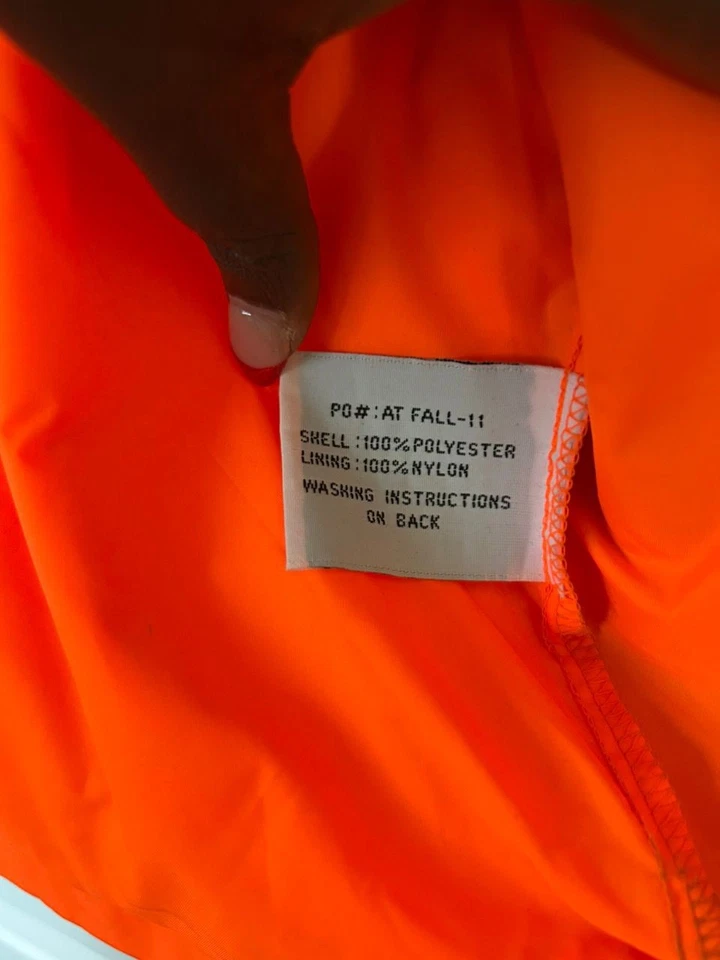 PO#:AT FALL-11
SHELL:100%POLYESTER
LINING:100%NYLON
WASHING INSTRUCTIONS
ON BACK